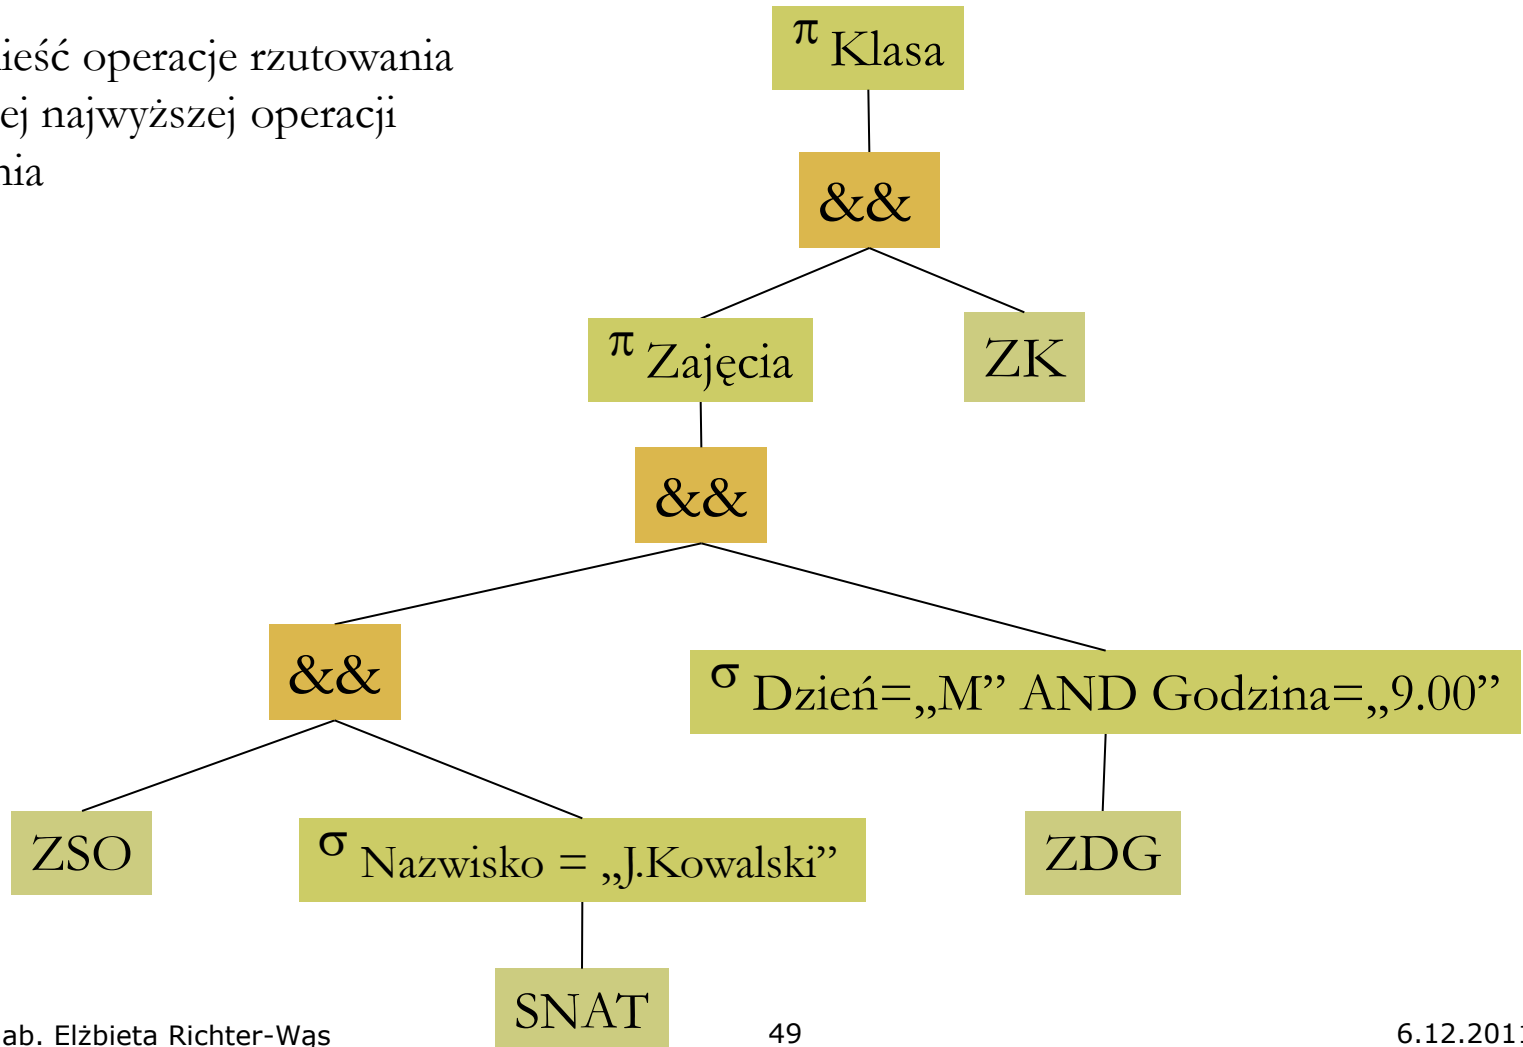 ieść operacje rzutowania
ej najwyższej operacji
nia
π Klasa
&&
π Zajęcia
ZK
&&
&&
σ Dzień=„M” AND Godzina=„9.00”
ZSO
σ Nazwisko = „J.Kowalski”
ZDG
SNAT
ab. Elżbieta Richter-Wąs
49
6.12.2011